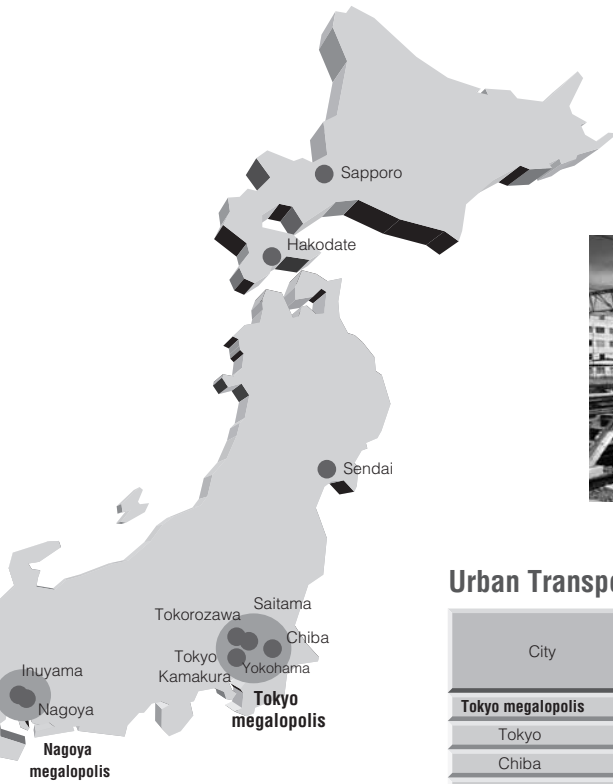 Sapporo
Hakodate
Sendai
Tokorozawa
Saitama
Chiba
Tokyo
Yokohama
Kamakura
Tokyo
megalopolis
Inuyama
Nagoya
Nagoya
megalopolis
Urban Transpo
City
Tokyo megalopolis
Tokyo
Chiba